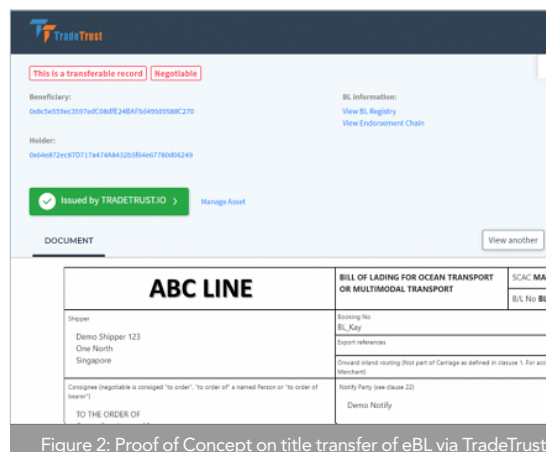 TradeTrust
This is a transferable record Negotiable
Beneficiary:
BL Information:
View BL Registry
View Endorsement Chain
Holder:
Issued by TRADETRUST.IO
Manage Asset
DOCUMENT
View another
ABC LINE
BILL OF LADING FOR OCEAN TRANSPORT
OR MULTIMODAL TRANSPORT
SCAC MA
B/L No BL
Shipper
Demo Shipper 123
One North
Singapore
Booking No
BL_Kay
Export references
Onward inland routing (Not part of Carriage as defined in clause 1. For acc
Merchant)
Consignee (negotiable is consigned "to order", "to order of" a named Person or "to order of
bearer")
TO THE ORDER OF
Notify Party (see clause 22)
Demo Notify
Figure 2: Proof of Concept on title transfer of eBL via TradeTrust